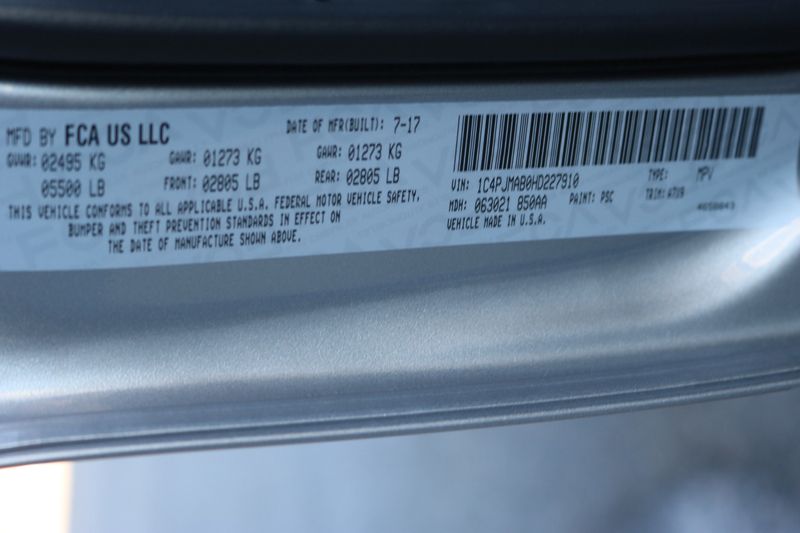 MFD BY FCA US LLC
DATE OF MFR(BUILT): 7-17
GVWR: 02495 KG GAWR: 01273 KG GAWR: 01273 KG
05500 LB FRONT: 02805 LB REAR: 02805 LB
THIS VEHICLE CONFORMS TO ALL APPLICABLE U.S.A. FEDERAL MOTOR VEHICLE SAFETY,
BUMPER AND THEFT PREVENTION STANDARDS IN EFFECT ON
THE DATE OF MANUFACTURE SHOWN ABOVE.
VIN: 1C4PJMAB0HD227910 TYPE: MPV
MDH: 063021 850AA PAINT: PSC TRIM: A7X9
VEHICLE MADE IN U.S.A. 4650843